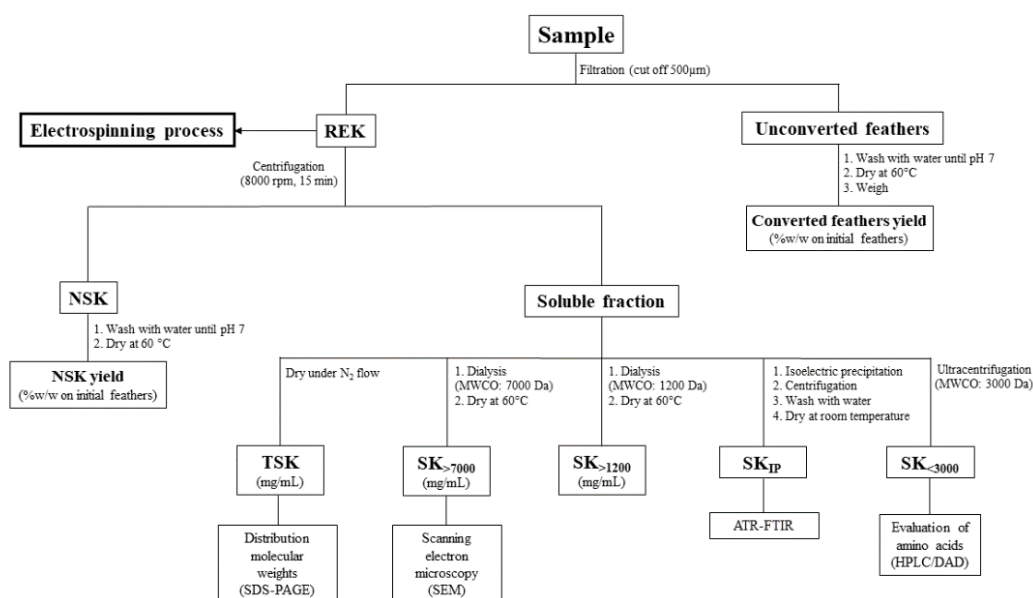 Sample
Filtration (cut off 500µm)
Electrospinning process
REK
Unconverted feathers
Centrifugation
(8000 rpm, 15 min)
1. Wash with water until pH 7
2. Dry at 60°C
3. Weigh
Converted feathers yield
(%w/w on initial feathers)
NSK
Soluble fraction
1. Wash with water until pH 7
2. Dry at 60 °C
NSK yield
(%w/w on initial feathers)
Dry under N₂ flow
1. Dialysis
(MWCO: 7000 Da)
2. Dry at 60°C
1. Dialysis
(MWCO: 1200 Da)
2. Dry at 60°C
1. Isoelectric precipitation
2. Centrifugation
3. Wash with water
4. Dry at room temperature
Ultracentrifugation
(MWCO: 3000 Da)
TSK
(mg/mL)
SK>7000
(mg/mL)
SK>1200
(mg/mL)
SKIP
SK<3000
Distribution
molecular
weights
(SDS-PAGE)
Scanning
electron
microscopy
(SEM)
ATR-FTIR
Evaluation of
amino acids
(HPLC/DAD)